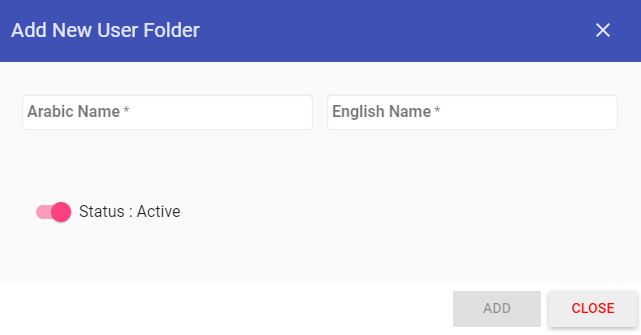 Add New User Folder
Arabic Name *
English Name *
Status : Active
ADD
CLOSE